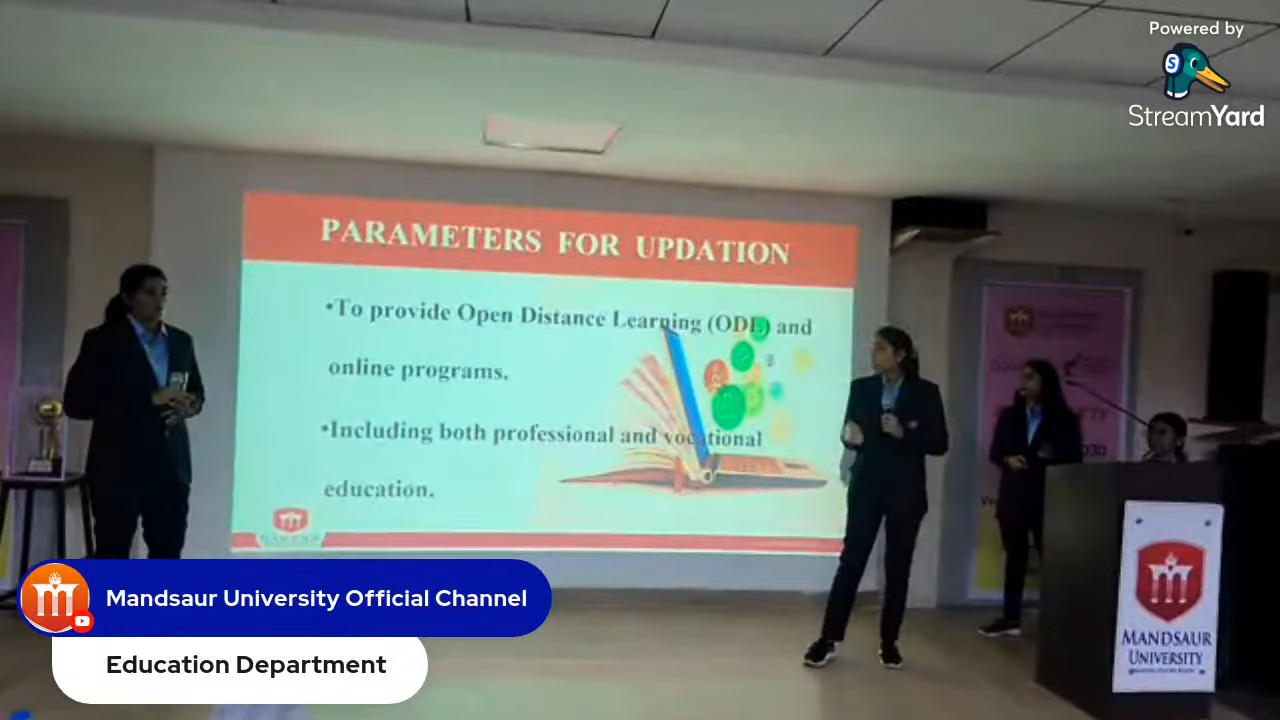 Powered by
StreamYard
PARAMETERS FOR UPDATION
•To provide Open Distance Learning (ODL) and
online programs.
•Including both professional and vocational
education.
Mandsaur University Official Channel
Education Department
MANDSAUR
UNIVERSITY